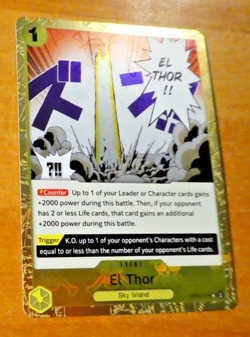 1
ズ
ン
EL
THOR
!!
?!!
Counter Up to 1 of your Leader or Character cards gains
+2000 power during this battle. Then, if your opponent
has 2 or less Life cards, that card gains an additional
+2000 power during this battle.
Trigger K.O. up to 1 of your opponent's Characters with a cost
equal to or less than the number of your opponent's Life cards.
EVENT
El Thor
Sky Island